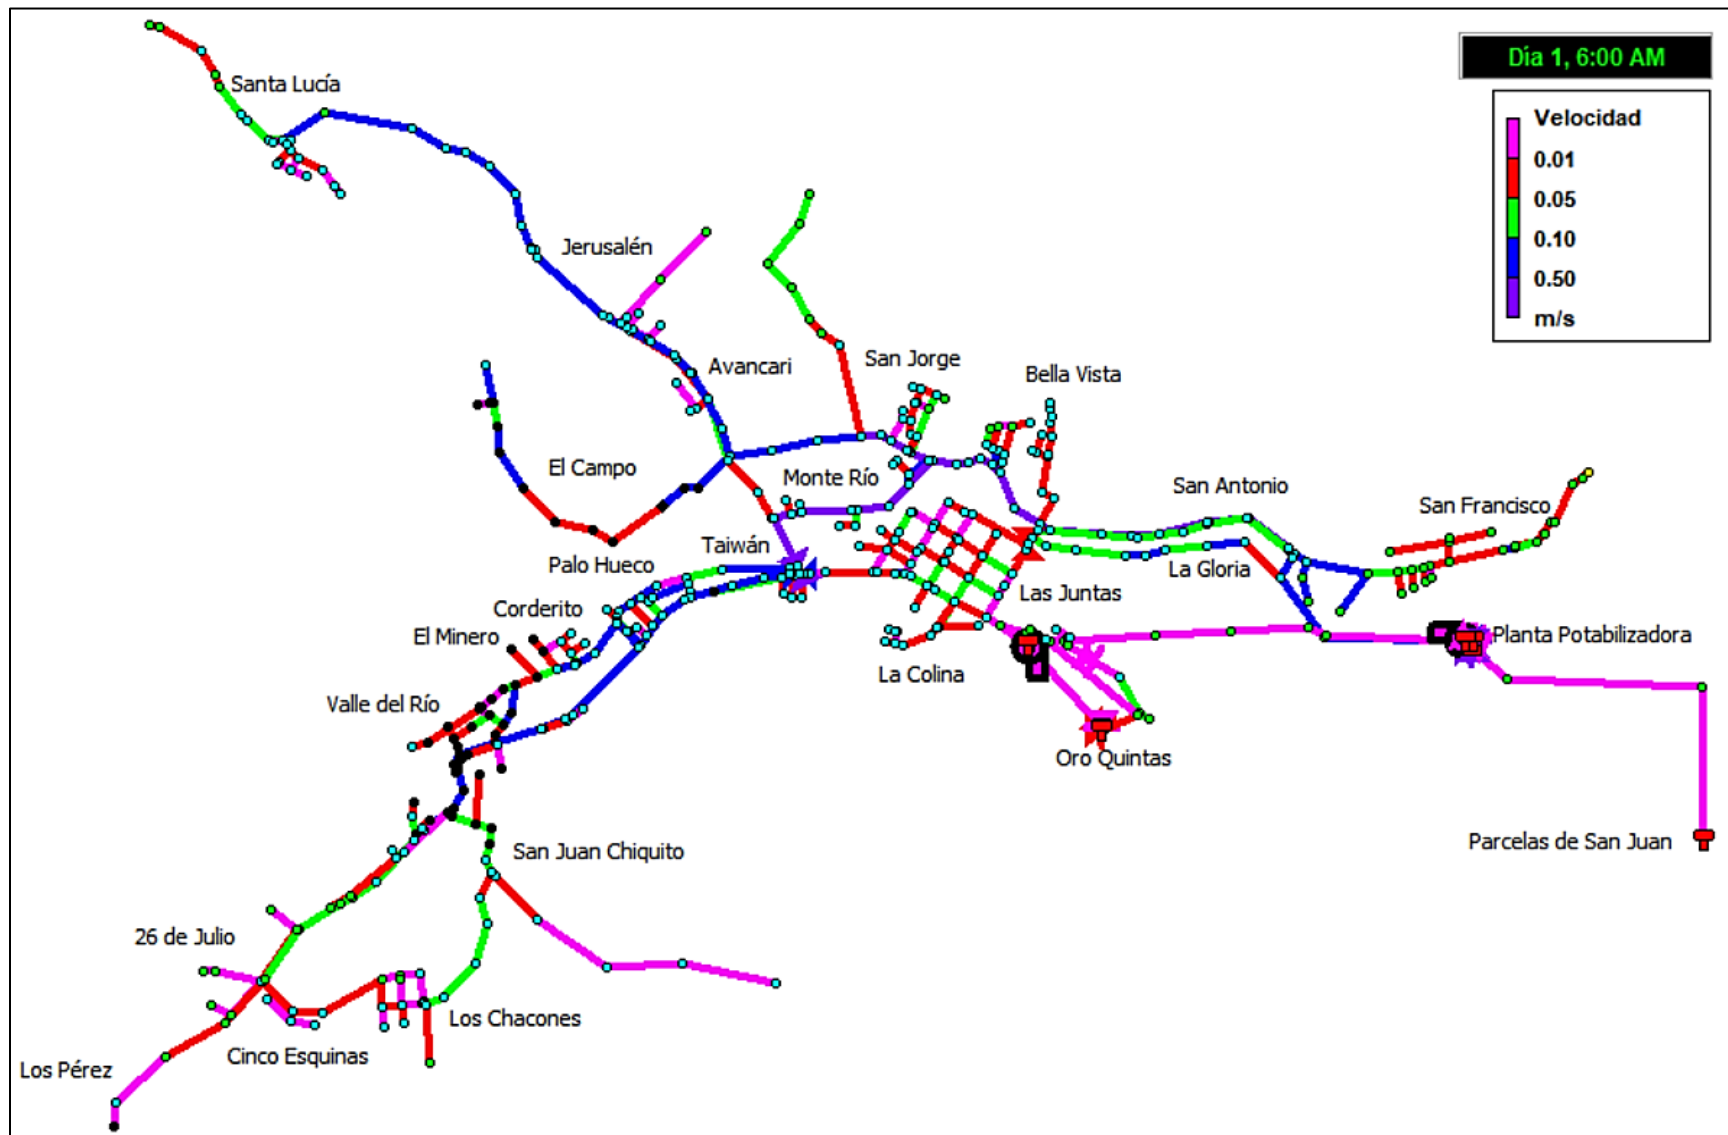 Día 1, 6:00 AM
Velocidad
0.01
0.05
0.10
0.50
m/s
Santa Lucía
Jerusalén
Avancari
San Jorge
Bella Vista
El Campo
Monte Río
San Antonio
San Francisco
Taiwán
Palo Hueco
La Gloria
Las Juntas
Corderito
El Minero
Planta Potabilizadora
La Colina
Valle del Río
Oro Quintas
Parcelas de San Juan
San Juan Chiquito
26 de Julio
Los Chacones
Cinco Esquinas
Los Pérez